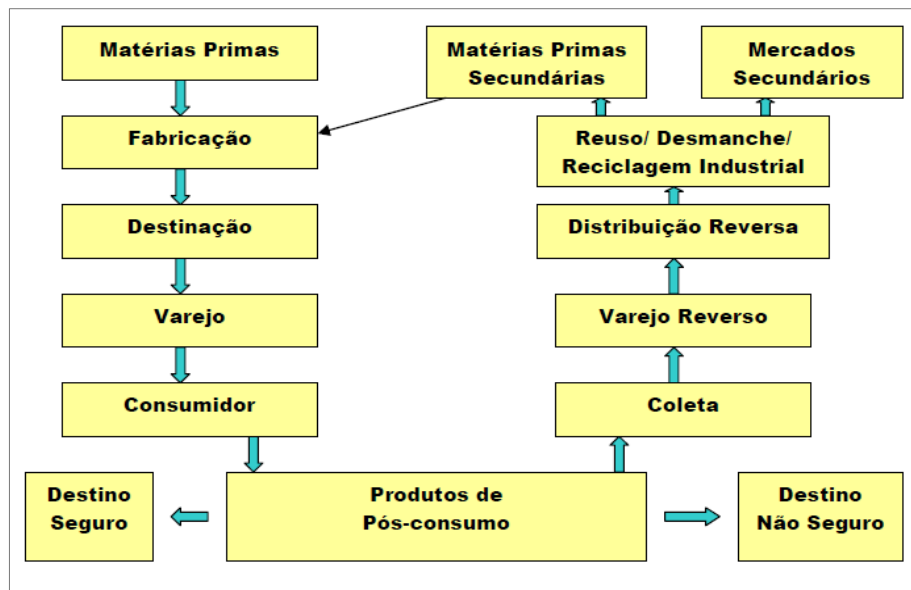 Matérias Primas
Fabricação
Destinação
Varejo
Consumidor
Produtos de
Pós-consumo
Destino
Seguro
Destino
Não Seguro
Coleta
Varejo Reverso
Distribuição Reversa
Reuso/ Desmanche/
Reciclagem Industrial
Matérias Primas
Secundárias
Mercados
Secundários